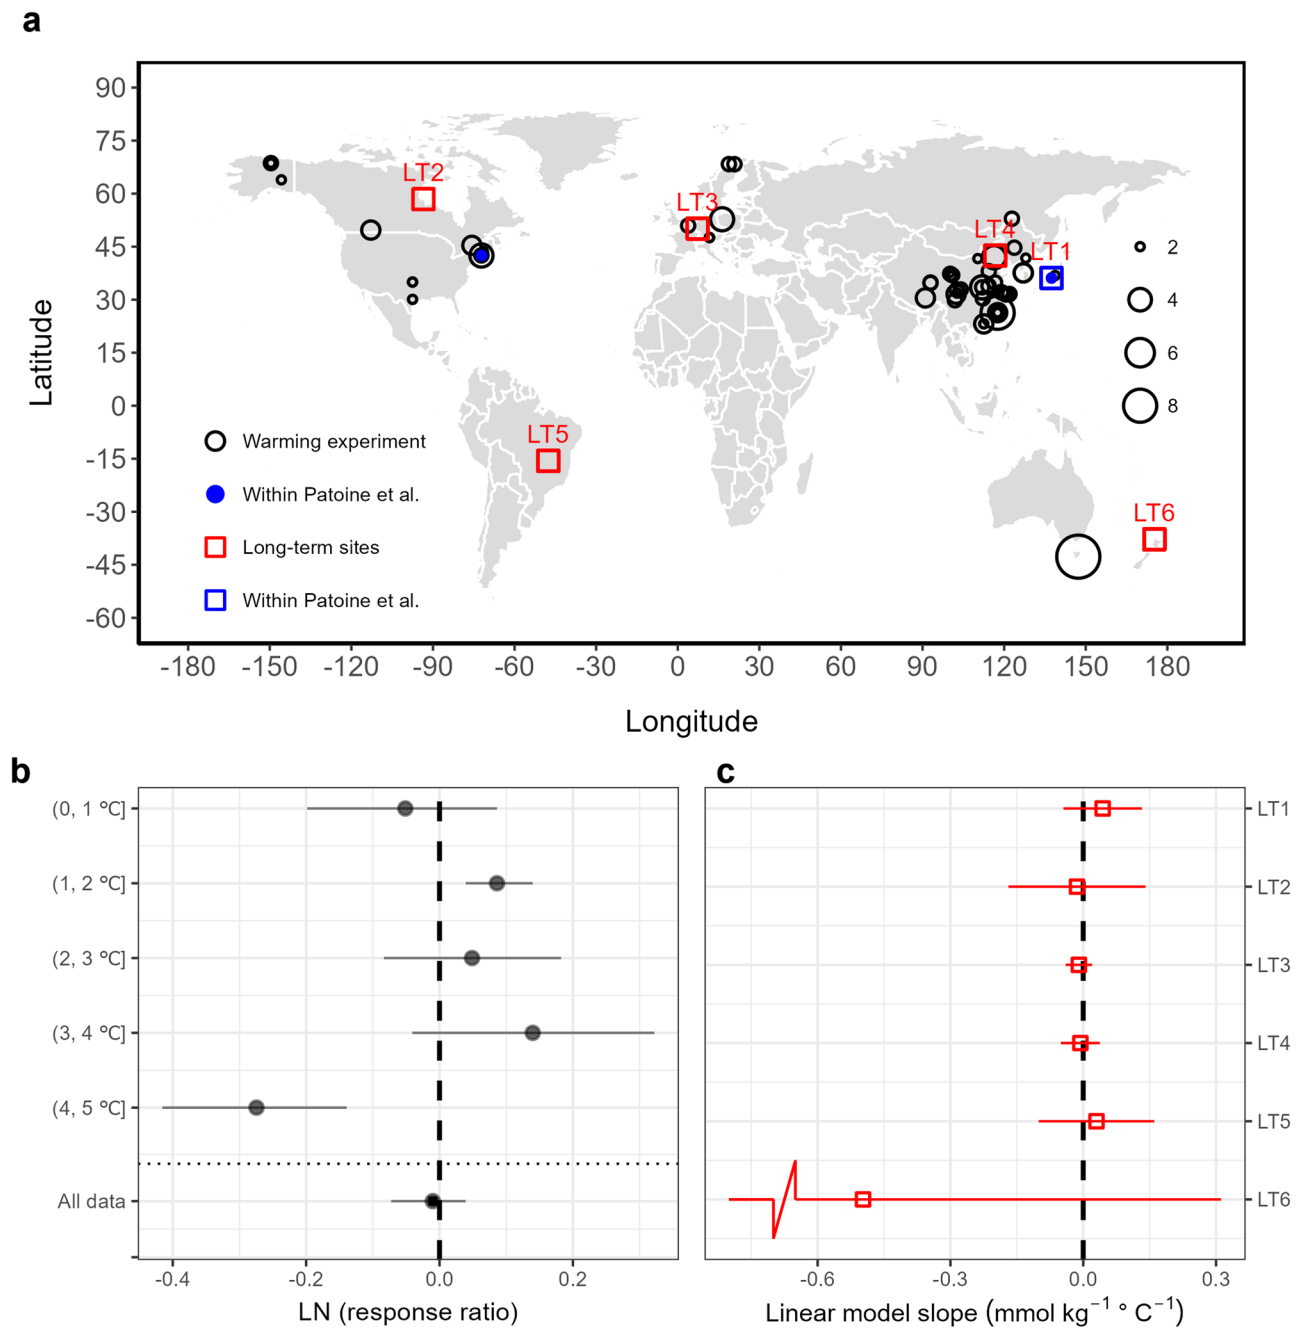 a
90
75
60
45
30
15
0
-15
-30
-45
-60
Latitude
LT2
LT3
LT4
LT1
LT5
LT6
2
4
6
8
Warming experiment
Within Patoine et al.
Long-term sites
Within Patoine et al.
-180 -150 -120 -90 -60 -30 0 30 60 90 120 150 180
Longitude
b
(0, 1 °C]
(1, 2 °C]
(2, 3 °C]
(3, 4 °C]
(4, 5 °C]
All data
-0.4 -0.2 0.0 0.2
LN (response ratio)
c
LT1
LT2
LT3
LT4
LT5
LT6
-0.6 -0.3 0.0 0.3
Linear model slope (mmol kg⁻¹ ° C⁻¹)